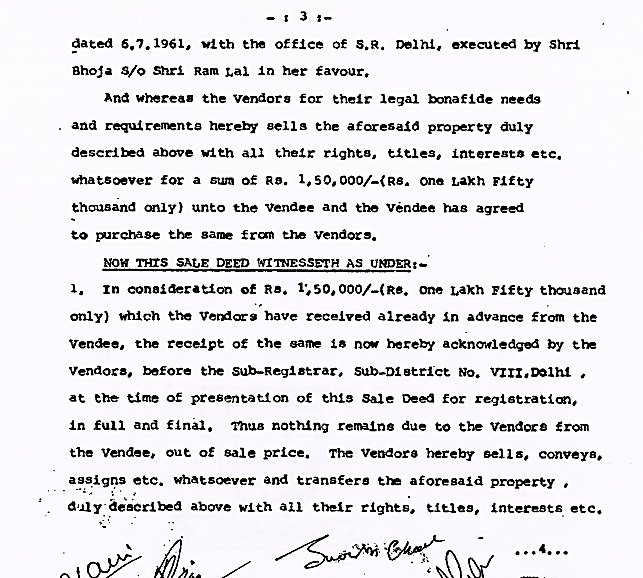 - : 3 :-
dated 6.7.1961, with the office of S.R. Delhi, executed by Shri
Bhoja S/o Shri Ram Lal in her favour.
And whereas the Vendors for their legal bonafide needs
and requirements hereby sells the aforesaid property duly
described above with all their rights, titles, interests etc.
whatsoever for a sum of Rs. 1,50,000/-(Rs. One Lakh Fifty
thousand only) unto the Vendee and the Vendee has agreed
to purchase the same from the Vendors.
NOW THIS SALE DEED WITNESSETH AS UNDER:-
1. In consideration of Rs. 1,50,000/-(Rs. One Lakh Fifty thousand
only) which the Vendors have received already in advance from the
Vendee, the receipt of the same is now hereby acknowledged by the
Vendors, before the Sub-Registrar, Sub-District No. VIII,Delhi ,
at the time of presentation of this Sale Deed for registration,
in full and final. Thus nothing remains due to the Vendors from
the Vendee, out of sale price. The Vendors hereby sells, conveys,
assigns etc. whatsoever and transfers the aforesaid property ,
duly described above with all their rights, titles, interests etc.
...4...